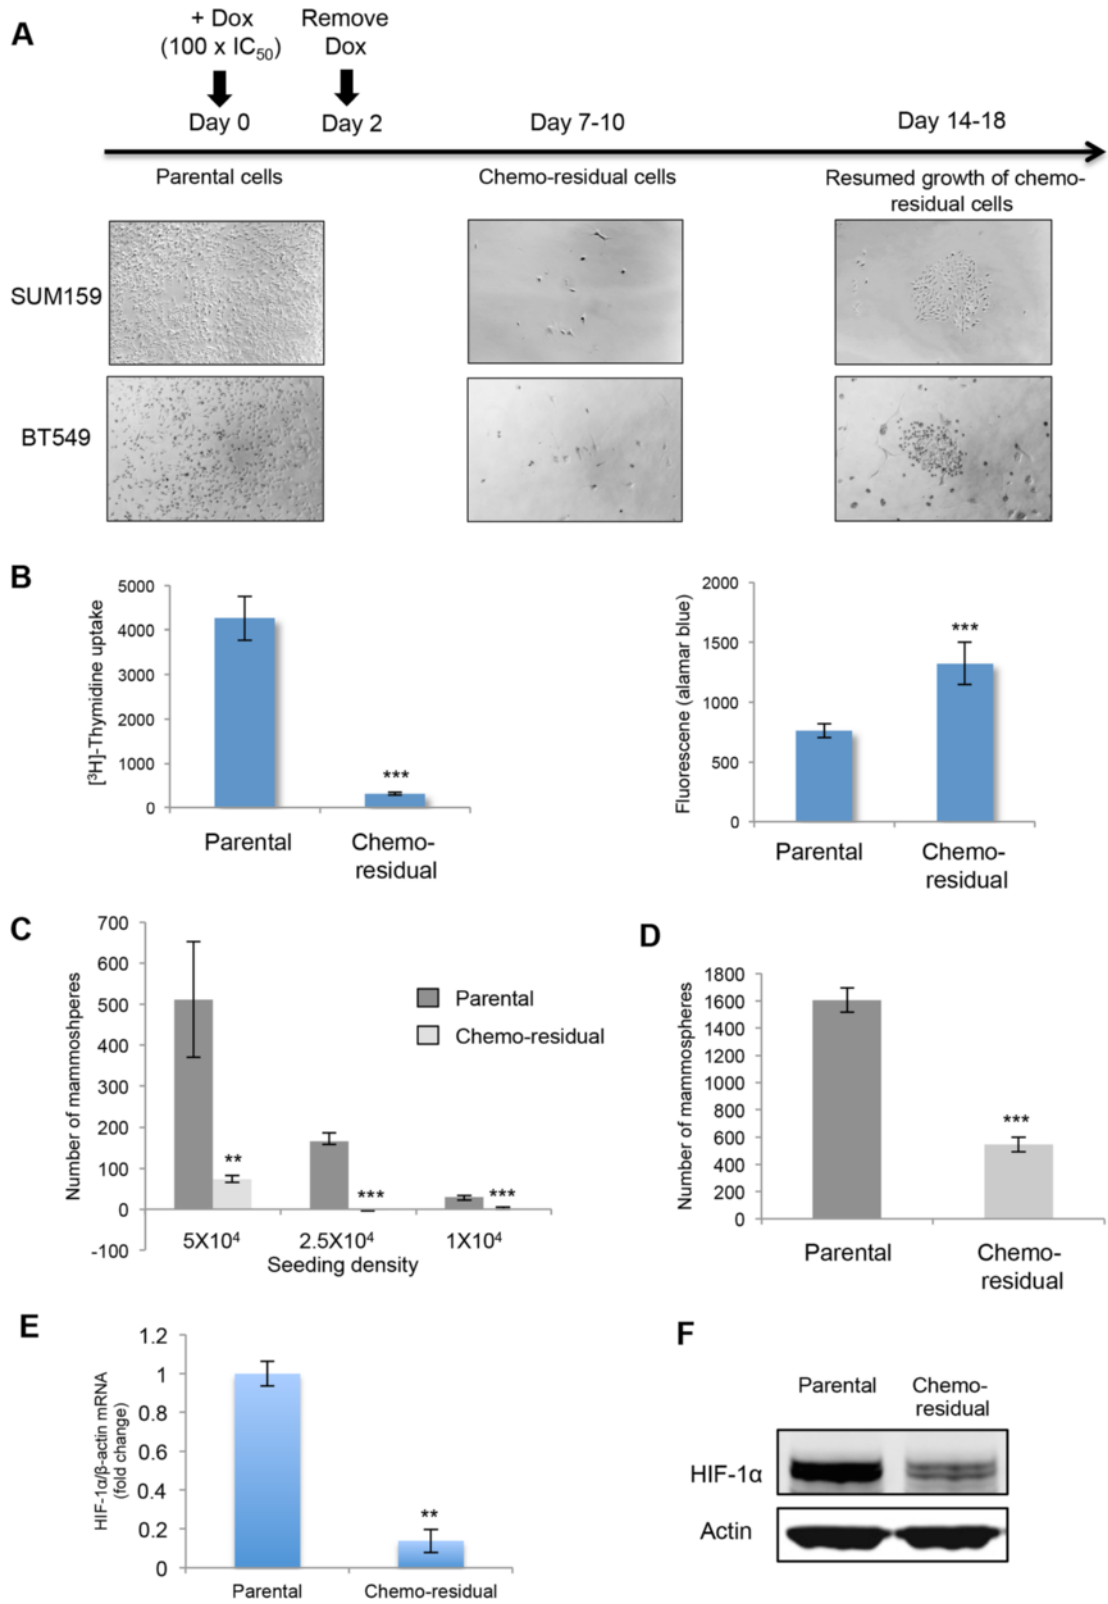 A
+ Dox
(100 x IC50)
Remove
Dox
Day 0
Day 2
Day 7-10
Day 14-18
Parental cells
Chemo-residual cells
Resumed growth of chemo-
residual cells
SUM159
BT549
B
[³H]-Thymidine uptake
5000
4000
3000
2000
1000
0
***
Parental
Chemo-
residual
Fluorescene (alamar blue)
2000
1500
1000
500
0
***
Parental
Chemo-
residual
C
Number of mammoshperes
700
600
500
400
300
200
100
0
-100
**
***
***
Parental
Chemo-residual
5X10⁴
2.5X10⁴
1X10⁴
Seeding density
D
Number of mammospheres
1800
1600
1400
1200
1000
800
600
400
200
0
***
Parental
Chemo-
residual
E
HIF-1α/β-actin mRNA
(fold change)
1.2
1
0.8
0.6
0.4
0.2
0
**
Parental
Chemo-residual
F
Parental
Chemo-
residual
HIF-1α
Actin